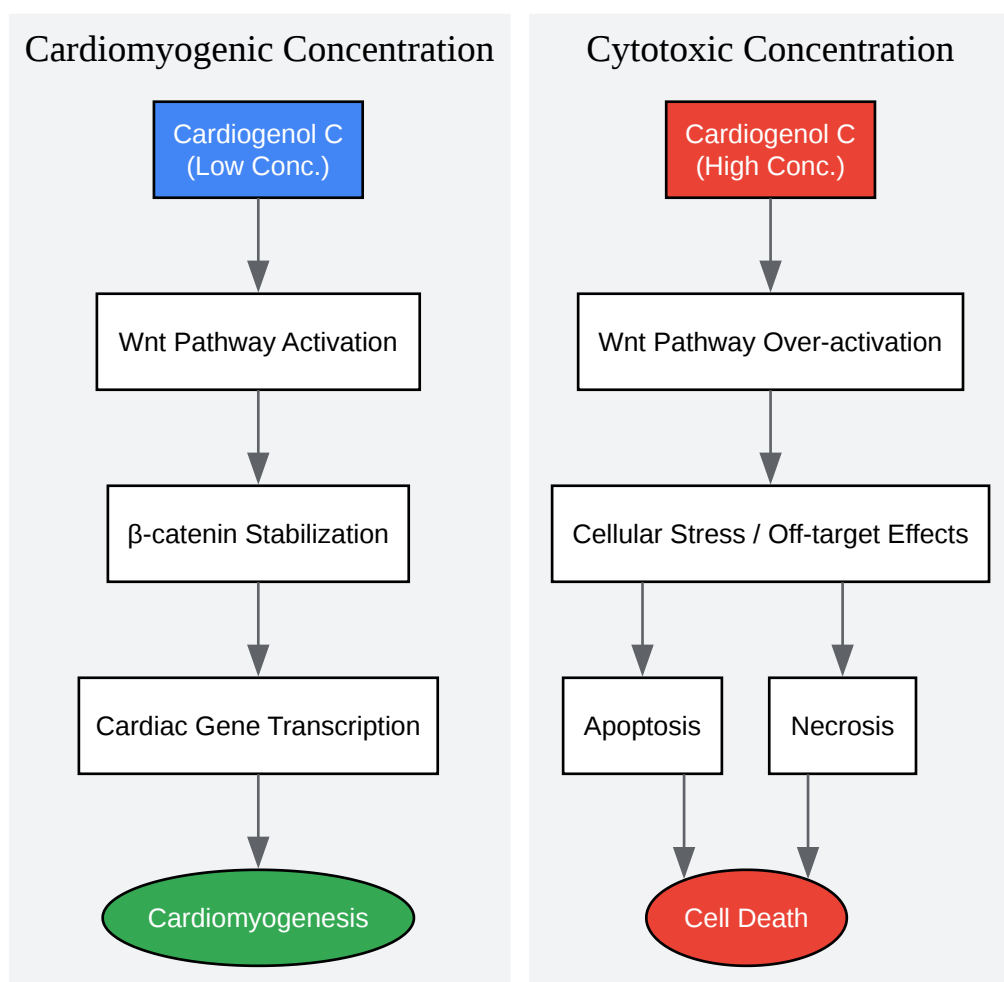 Cardiomyogenic Concentration
Cardiogenol C
(Low Conc.)
Wnt Pathway Activation
β-catenin Stabilization
Cardiac Gene Transcription
Cardiomyogenesis
Cytotoxic Concentration
Cardiogenol C
(High Conc.)
Wnt Pathway Over-activation
Cellular Stress / Off-target Effects
Apoptosis
Necrosis
Cell Death